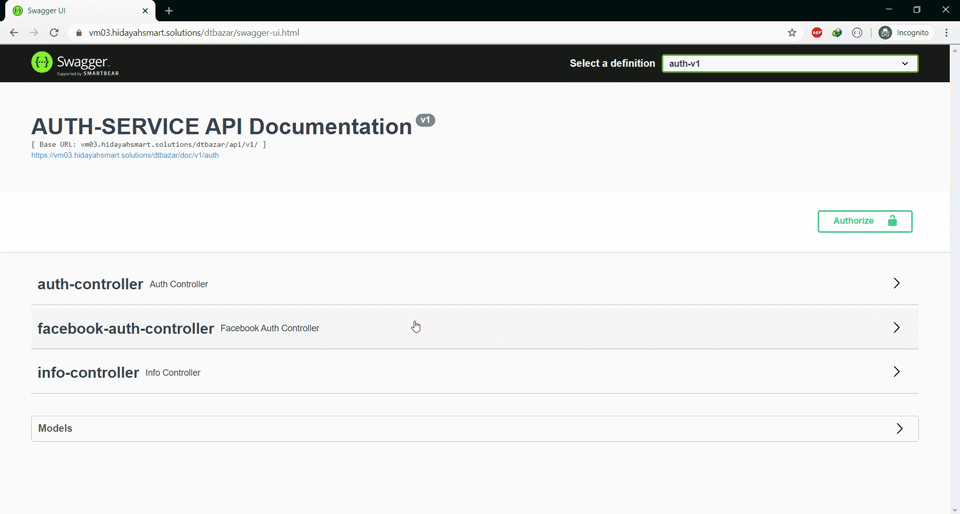 Swagger UI
vm03.hidayahsmart.solutions/dtbazar/swagger-ui.html
ABP
Incognito
Swagger.
Supported by SMARTBEAR
Select a definition
auth-v1
AUTH-SERVICE API Documentation v1
[ Base URL: vm03.hidayahsmart.solutions/dtbazar/api/v1/ ]
https://vm03.hidayahsmart.solutions/dtbazar/doc/v1/auth
Authorize
auth-controller Auth Controller
facebook-auth-controller Facebook Auth Controller
info-controller Info Controller
Models